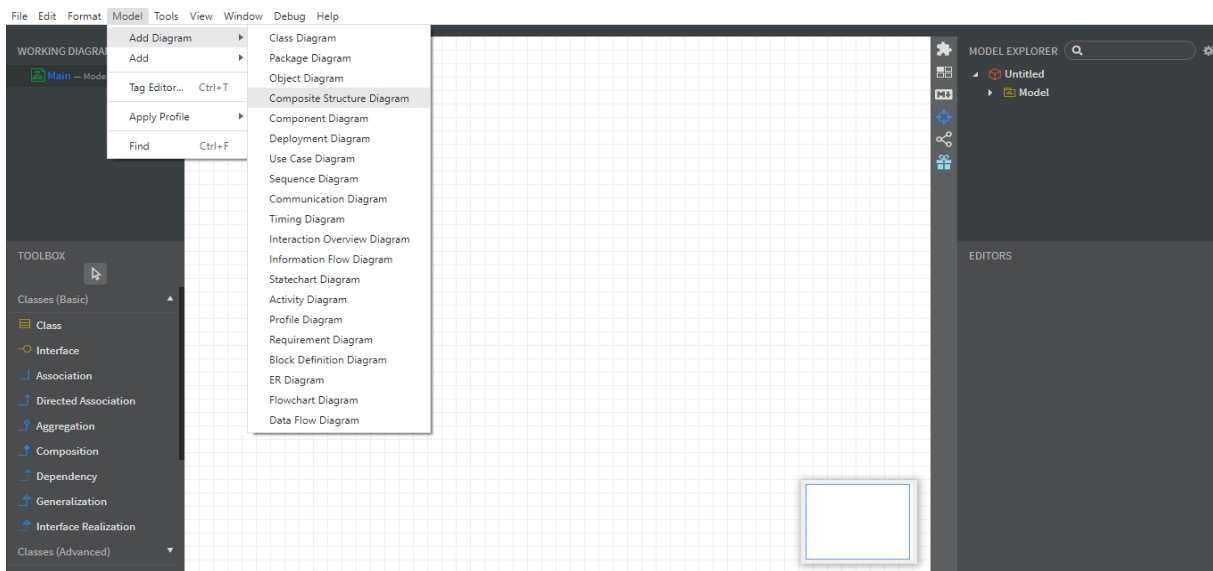 File Edit Format Model Tools View Window Debug Help
WORKING DIAGRA
Main — Mode
Add Diagram
Add
Tag Editor... Ctrl+T
Apply Profile
Find Ctrl+F
Class Diagram
Package Diagram
Object Diagram
Composite Structure Diagram
Component Diagram
Deployment Diagram
Use Case Diagram
Sequence Diagram
Communication Diagram
Timing Diagram
Interaction Overview Diagram
Information Flow Diagram
Statechart Diagram
Activity Diagram
Profile Diagram
Requirement Diagram
Block Definition Diagram
ER Diagram
Flowchart Diagram
Data Flow Diagram
TOOLBOX
Classes (Basic)
Class
Interface
Association
Directed Association
Aggregation
Composition
Dependency
Generalization
Interface Realization
Classes (Advanced)
MODEL EXPLORER
Untitled
Model
EDITORS